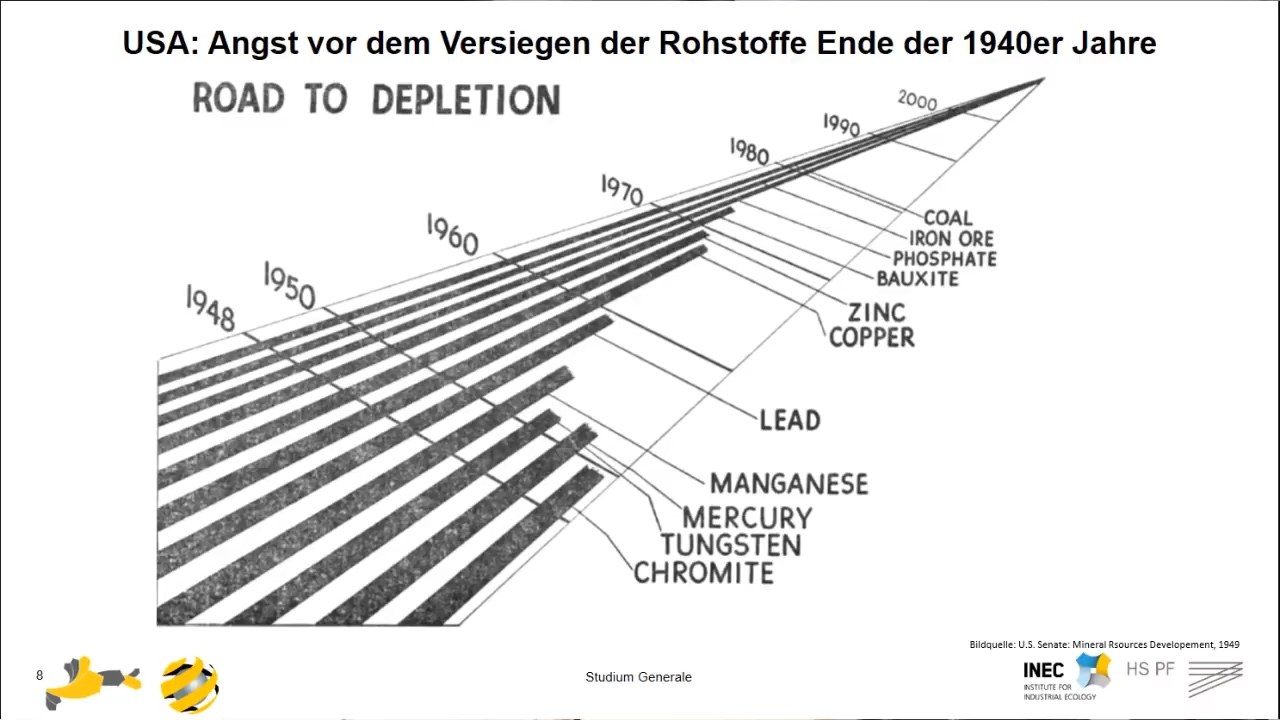 USA: Angst vor dem Versiegen der Rohstoffe Ende der 1940er Jahre
ROAD TO DEPLETION
2000
1990
1980
1970
1960
1950
1948
COAL
IRON ORE
PHOSPHATE
BAUXITE
ZINC
COPPER
LEAD
MANGANESE
MERCURY
TUNGSTEN
CHROMITE
Bildquelle: U.S. Senate: Mineral Rsources Developement, 1949
8
Studium Generale
INEC
INSTITUTE FOR
INDUSTRIAL ECOLOGY
HS PF